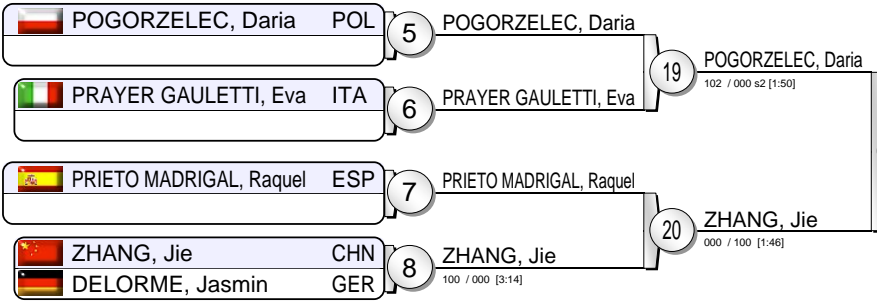 POGORZELEC, Daria POL
5
POGORZELEC, Daria
PRAYER GAULETTI, Eva ITA
6
PRAYER GAULETTI, Eva
19
POGORZELEC, Daria
102 / 000 s2 [1:50]
PRIETO MADRIGAL, Raquel ESP
7
PRIETO MADRIGAL, Raquel
ZHANG, Jie CHN
DELORME, Jasmin GER
8
ZHANG, Jie
100 / 000 [3:14]
20
ZHANG, Jie
000 / 100 [1:46]